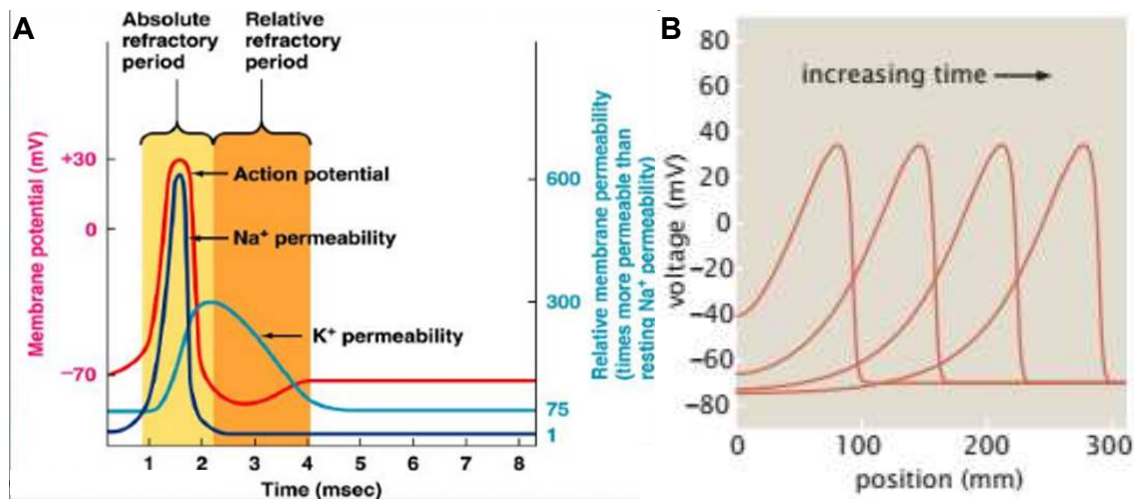 A
Absolute
refractory
period
Relative
refractory
period
Membrane potential (mV)
+30
0
−70
Action potential
Na⁺ permeability
K⁺ permeability
600
300
75
1
Relative membrane permeability
(times more permeable than
resting Na⁺ permeability)
1 2 3 4 5 6 7 8
Time (msec)
B
increasing time
voltage (mV)
80
60
40
20
0
−20
−40
−60
−80
0 100 200 300
position (mm)